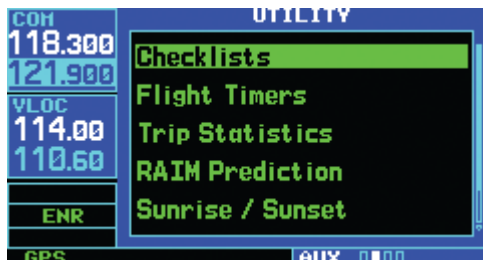 COM
118.300
121.900
VLOC
114.00
110.60
ENR
GPS
UTILITY
Checklists
Flight Timers
Trip Statistics
RAIM Prediction
Sunrise / Sunset
AUX